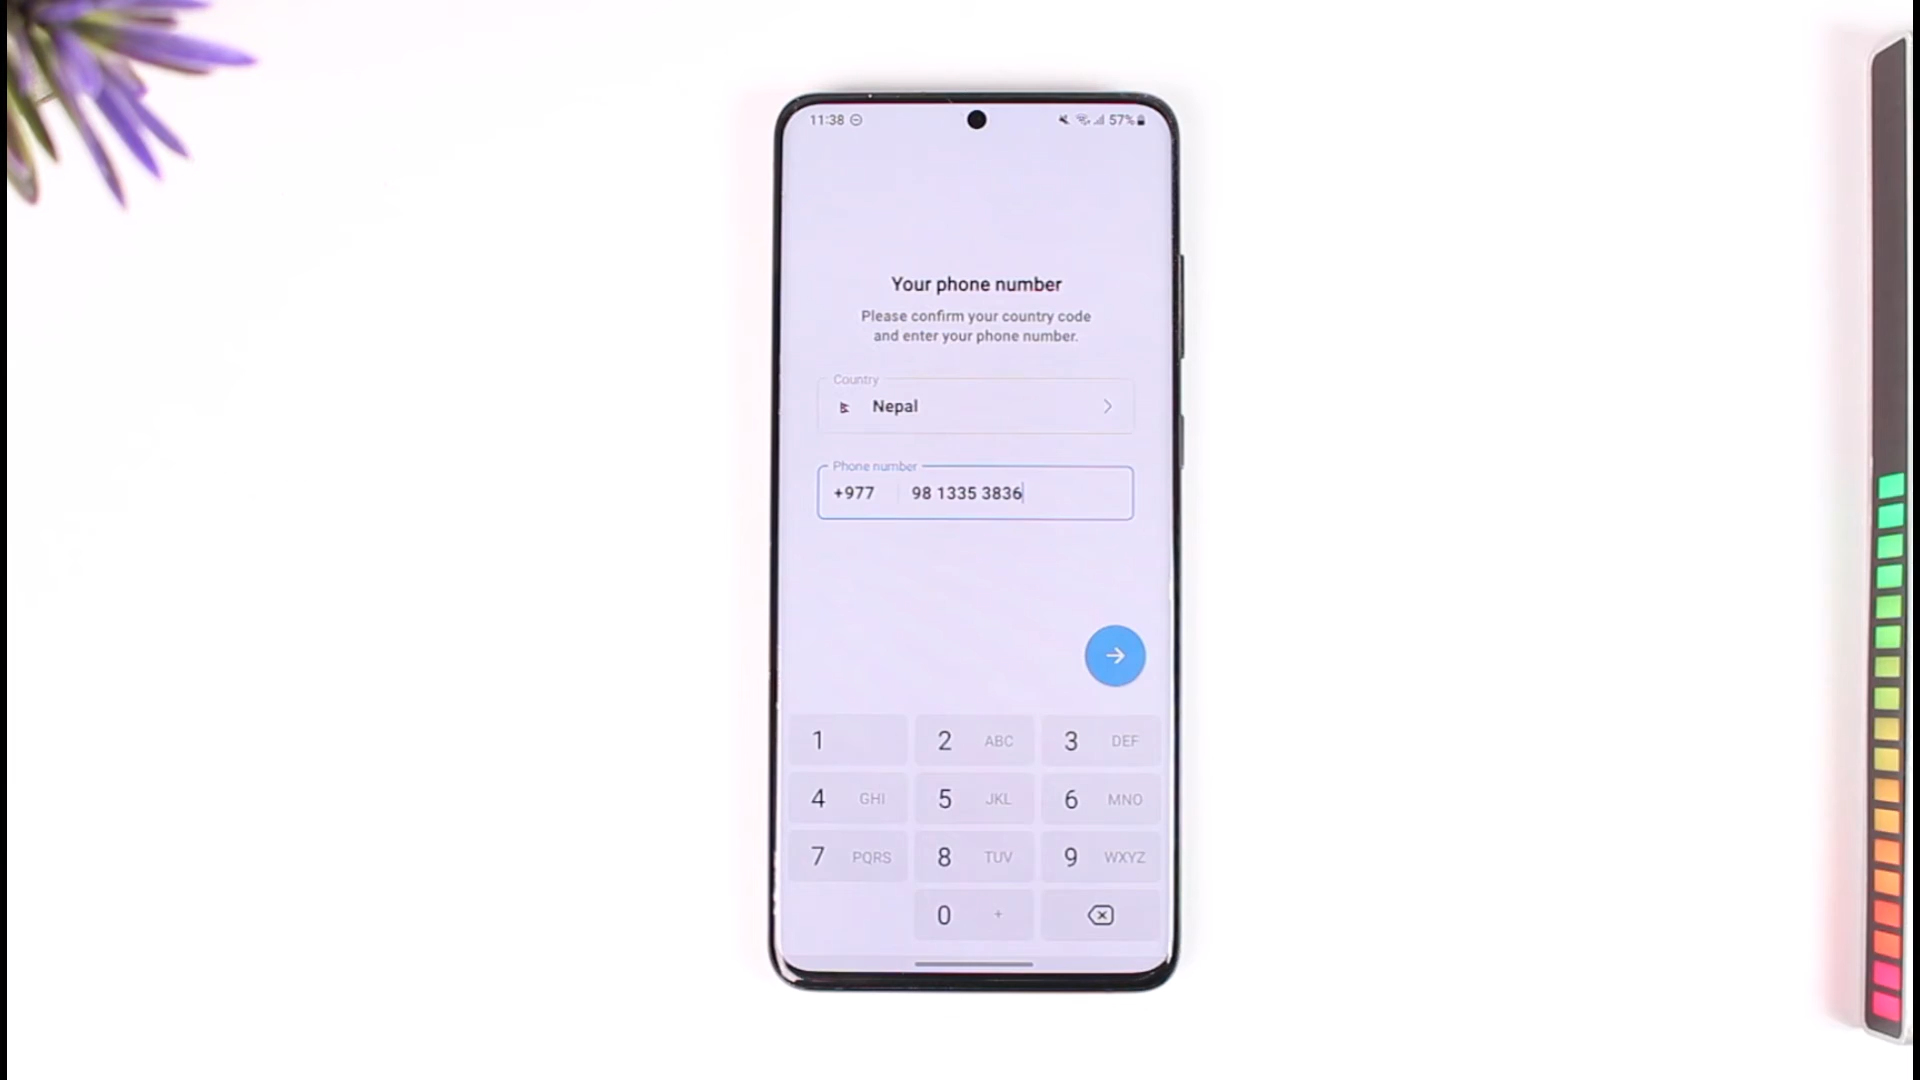 11:38
57%
Your phone number
Please confirm your country code
and enter your phone number.
Country
Nepal
Phone number
+977 98 1335 3836
1
2 ABC
3 DEF
4 GHI
5 JKL
6 MNO
7 PQRS
8 TUV
9 WXYZ
0 +